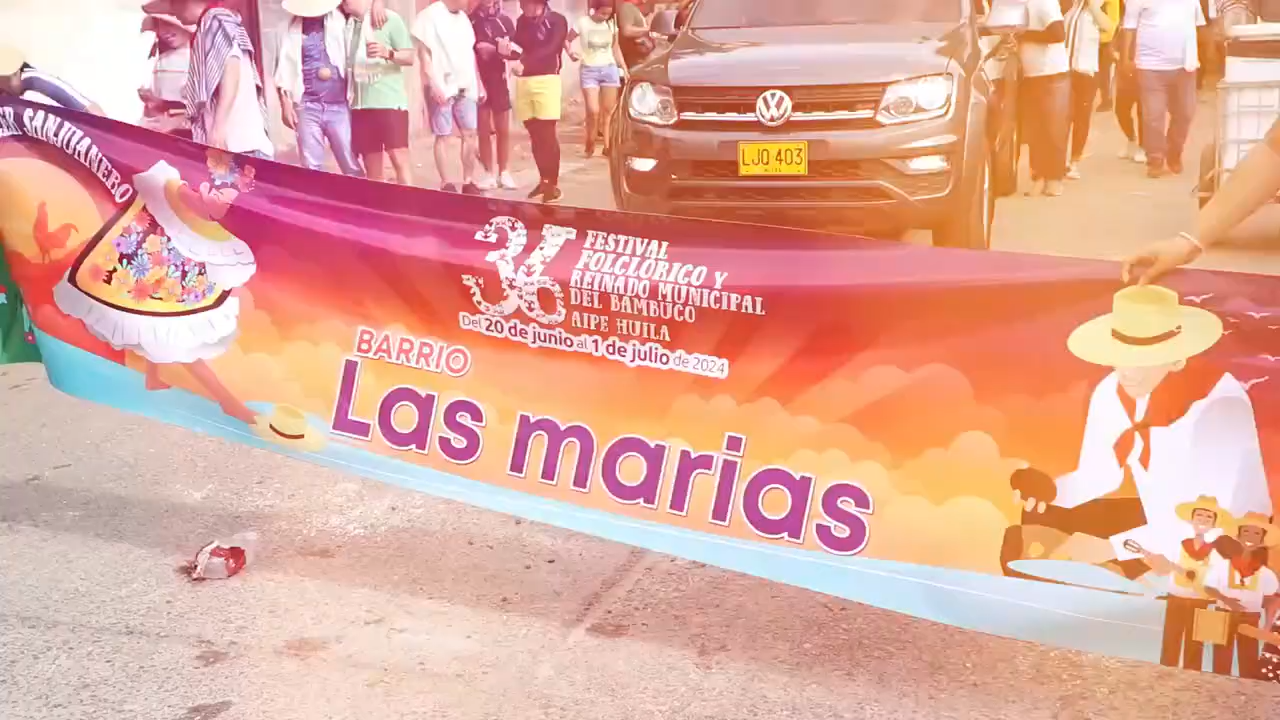 SANJUANERO
36
FESTIVAL
FOLCLÓRICO Y
REINADO MUNICIPAL
DEL BAMBUCO
AIPE HUILA
Del 20 de junio al 1 de julio de 2024
BARRIO
Las marias
LJQ 403